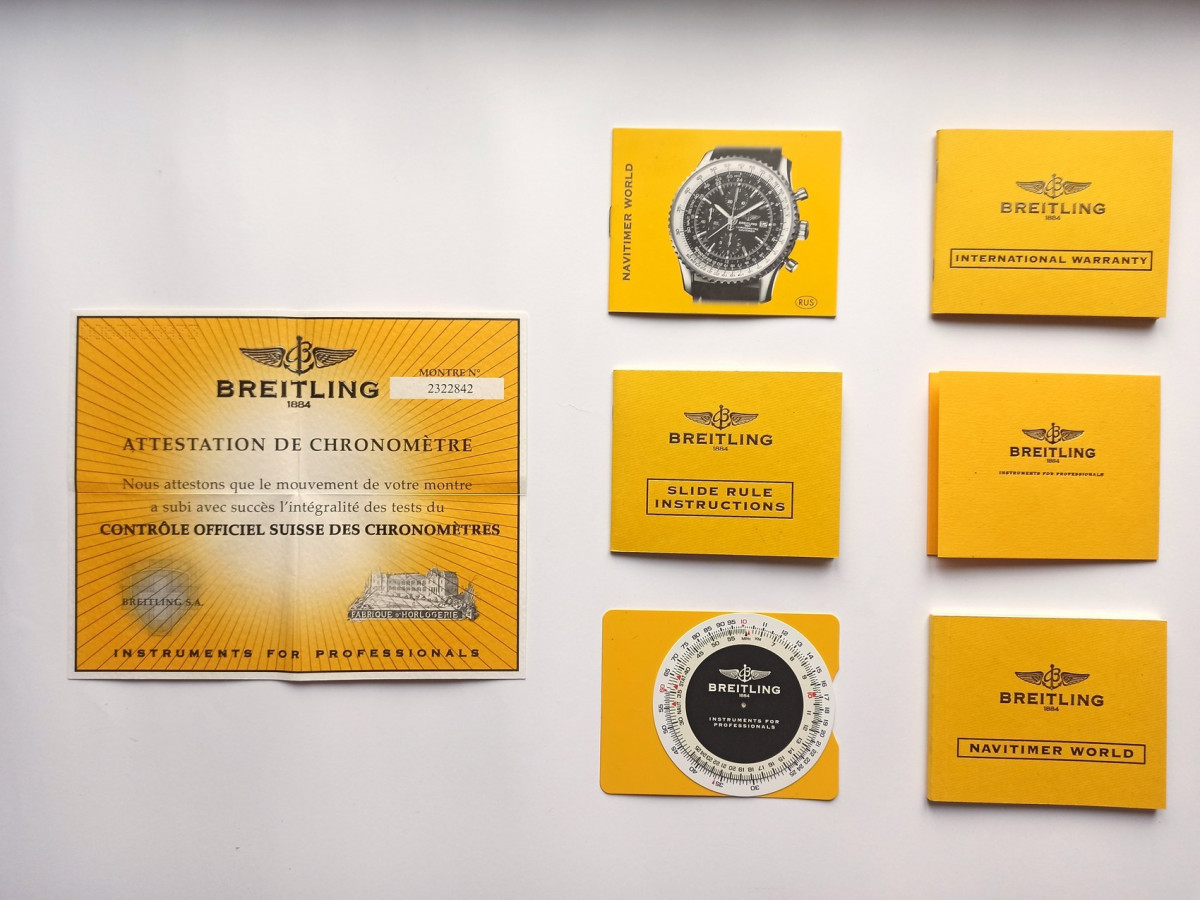 BREITLING
1884
MONTRE N°
2322842
ATTESTATION DE CHRONOMÈTRE
Nous attestons que le mouvement de votre montre
a subi avec succès l'intégralité des tests du
CONTRÔLE OFFICIEL SUISSE DES CHRONOMÈTRES
BREITLING S.A.
FABRIQUE D'HORLOGERIE
INSTRUMENTS FOR PROFESSIONALS
NAVITIMER WORLD
RUS
BREITLING
1884
INTERNATIONAL WARRANTY
BREITLING
1884
SLIDE RULE
INSTRUCTIONS
BREITLING
1884
INSTRUMENTS FOR PROFESSIONALS
BREITLING
1884
INSTRUMENTS FOR
PROFESSIONALS
BREITLING
1884
NAVITIMER WORLD